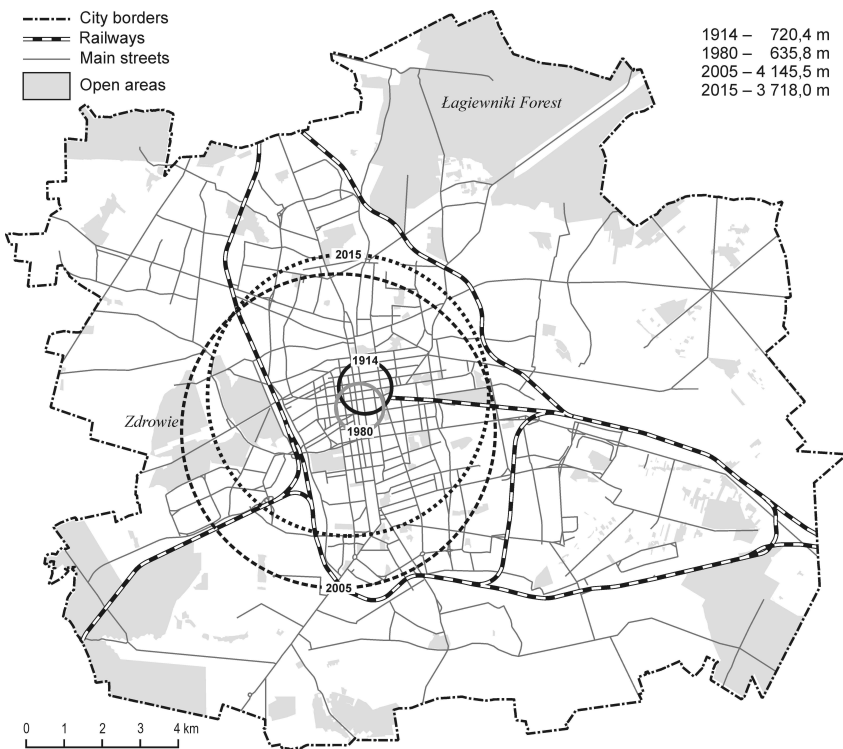 City borders
Railways
Main streets
Open areas
1914 – 720,4 m
1980 – 635,8 m
2005 – 4 145,5 m
2015 – 3 718,0 m
Łagiewniki Forest
2015
1914
Zdrowie
1980
2005
0 1 2 3 4 km